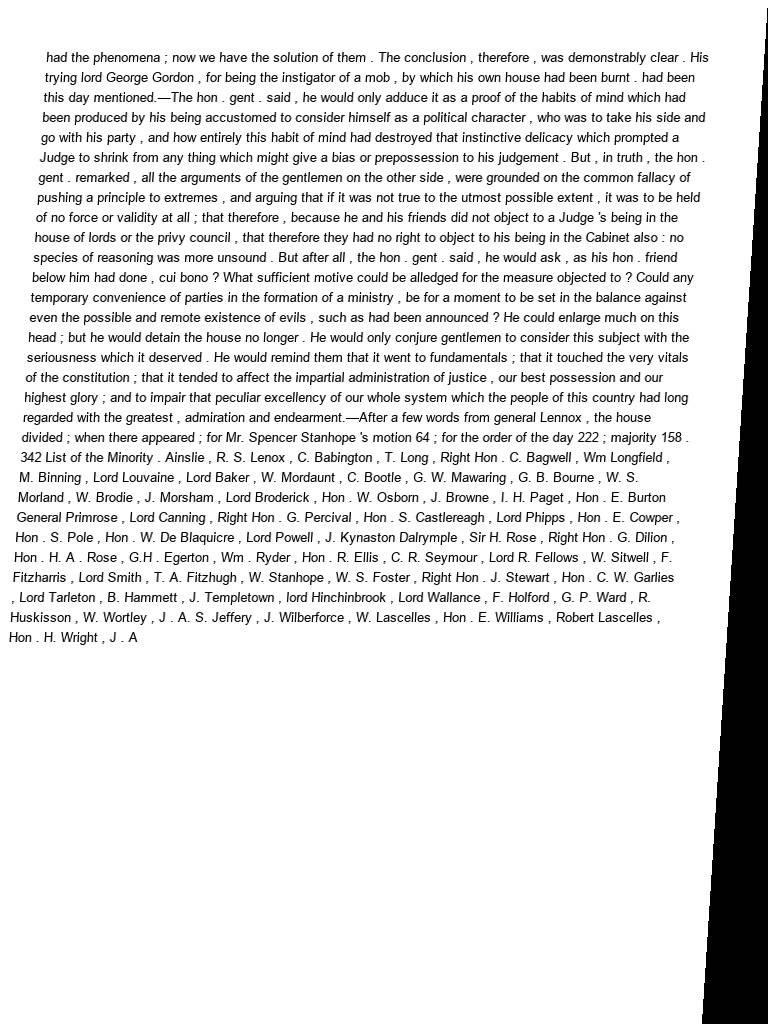 had the phenomena ; now we have the solution of them . The conclusion , therefore , was demonstrably clear . His
trying lord George Gordon , for being the instigator of a mob , by which his own house had been burnt . had been
this day mentioned.—The hon . gent . said , he would only adduce it as a proof of the habits of mind which had
been produced by his being accustomed to consider himself as a political character , who was to take his side and
go with his party , and how entirely this habit of mind had destroyed that instinctive delicacy which prompted a
Judge to shrink from any thing which might give a bias or prepossession to his judgement . But , in truth , the hon .
gent . remarked , all the arguments of the gentlemen on the other side , were grounded on the common fallacy of
pushing a principle to extremes , and arguing that if it was not true to the utmost possible extent , it was to be held
of no force or validity at all ; that therefore , because he and his friends did not object to a Judge 's being in the
house of lords or the privy council , that therefore they had no right to object to his being in the Cabinet also : no
species of reasoning was more unsound . But after all , the hon . gent . said , he would ask , as his hon . friend
below him had done , cui bono ? What sufficient motive could be alledged for the measure objected to ? Could any
temporary convenience of parties in the formation of a ministry , be for a moment to be set in the balance against
even the possible and remote existence of evils , such as had been announced ? He could enlarge much on this
head ; but he would detain the house no longer . He would only conjure gentlemen to consider this subject with the
seriousness which it deserved . He would remind them that it went to fundamentals ; that it touched the very vitals
of the constitution ; that it tended to affect the impartial administration of justice , our best possession and our
highest glory ; and to impair that peculiar excellency of our whole system which the people of this country had long
regarded with the greatest , admiration and endearment.—After a few words from general Lennox , the house
divided ; when there appeared ; for Mr. Spencer Stanhope 's motion 64 ; for the order of the day 222 ; majority 158 .
342 List of the Minority . Ainslie , R. S. Lenox , C. Babington , T. Long , Right Hon . C. Bagwell , Wm Longfield ,
M. Binning , Lord Louvaine , Lord Baker , W. Mordaunt , C. Bootle , G. W. Mawaring , G. B. Bourne , W. S.
Morland , W. Brodie , J. Morsham , Lord Broderick , Hon . W. Osborn , J. Browne , I. H. Paget , Hon . E. Burton
General Primrose , Lord Canning , Right Hon . G. Percival , Hon . S. Castlereagh , Lord Phipps , Hon . E. Cowper ,
Hon . S. Pole , Hon . W. De Blaquicre , Lord Powell , J. Kynaston Dalrymple , Sir H. Rose , Right Hon . G. Dilion ,
Hon . H. A . Rose , G.H . Egerton , Wm . Ryder , Hon . R. Ellis , C. R. Seymour , Lord R. Fellows , W. Sitwell , F.
Fitzharris , Lord Smith , T. A. Fitzhugh , W. Stanhope , W. S. Foster , Right Hon . J. Stewart , Hon . C. W. Garlies
, Lord Tarleton , B. Hammett , J. Templetown , lord Hinchinbrook , Lord Wallance , F. Holford , G. P. Ward , R.
Huskisson , W. Wortley , J . A. S. Jeffery , J. Wilberforce , W. Lascelles , Hon . E. Williams , Robert Lascelles ,
Hon . H. Wright , J . A